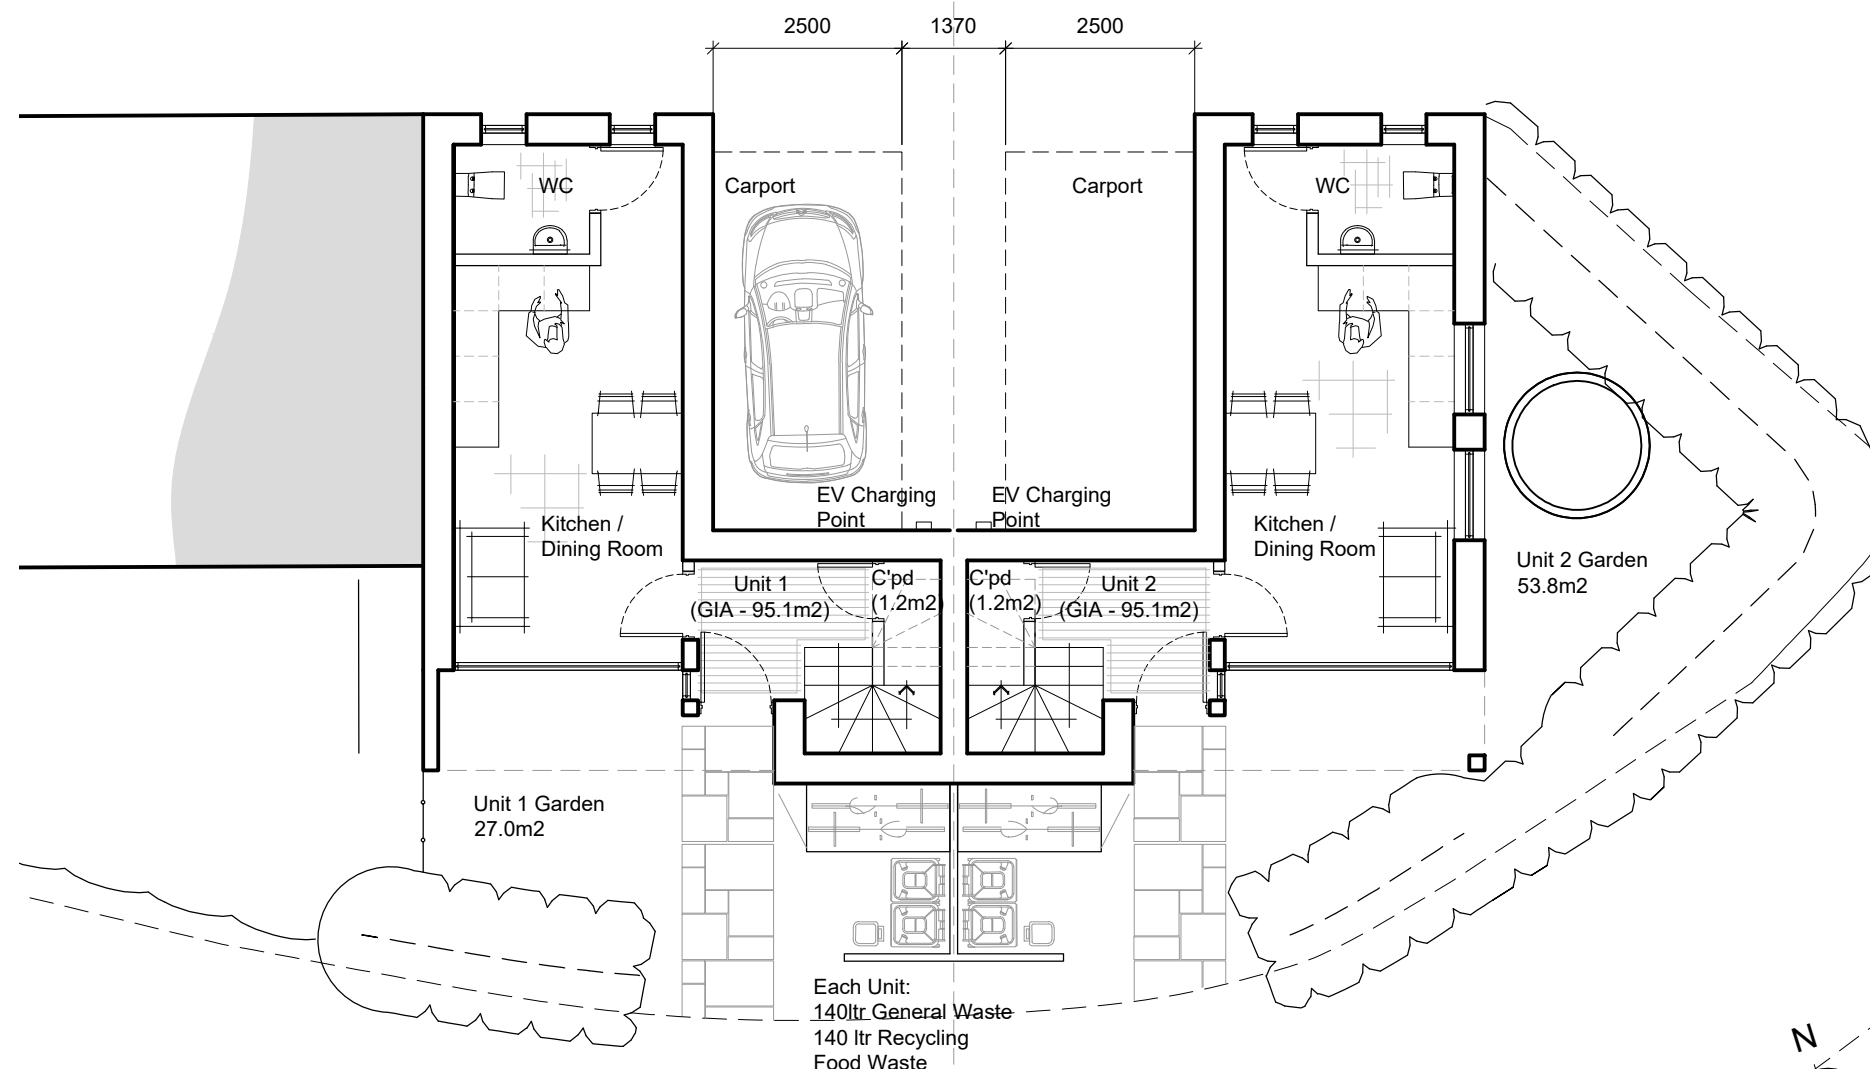 2500 1370 2500
WC
Carport
Carport
WC
EV Charging
Point
EV Charging
Point
Kitchen /
Dining Room
Kitchen /
Dining Room
Unit 1
(GIA - 95.1m2)
C'pd
(1.2m2)
C'pd
(1.2m2)
Unit 2
(GIA - 95.1m2)
Unit 2 Garden
53.8m2
Unit 1 Garden
27.0m2
Each Unit:
140ltr General Waste
140 ltr Recycling
Food Waste
N